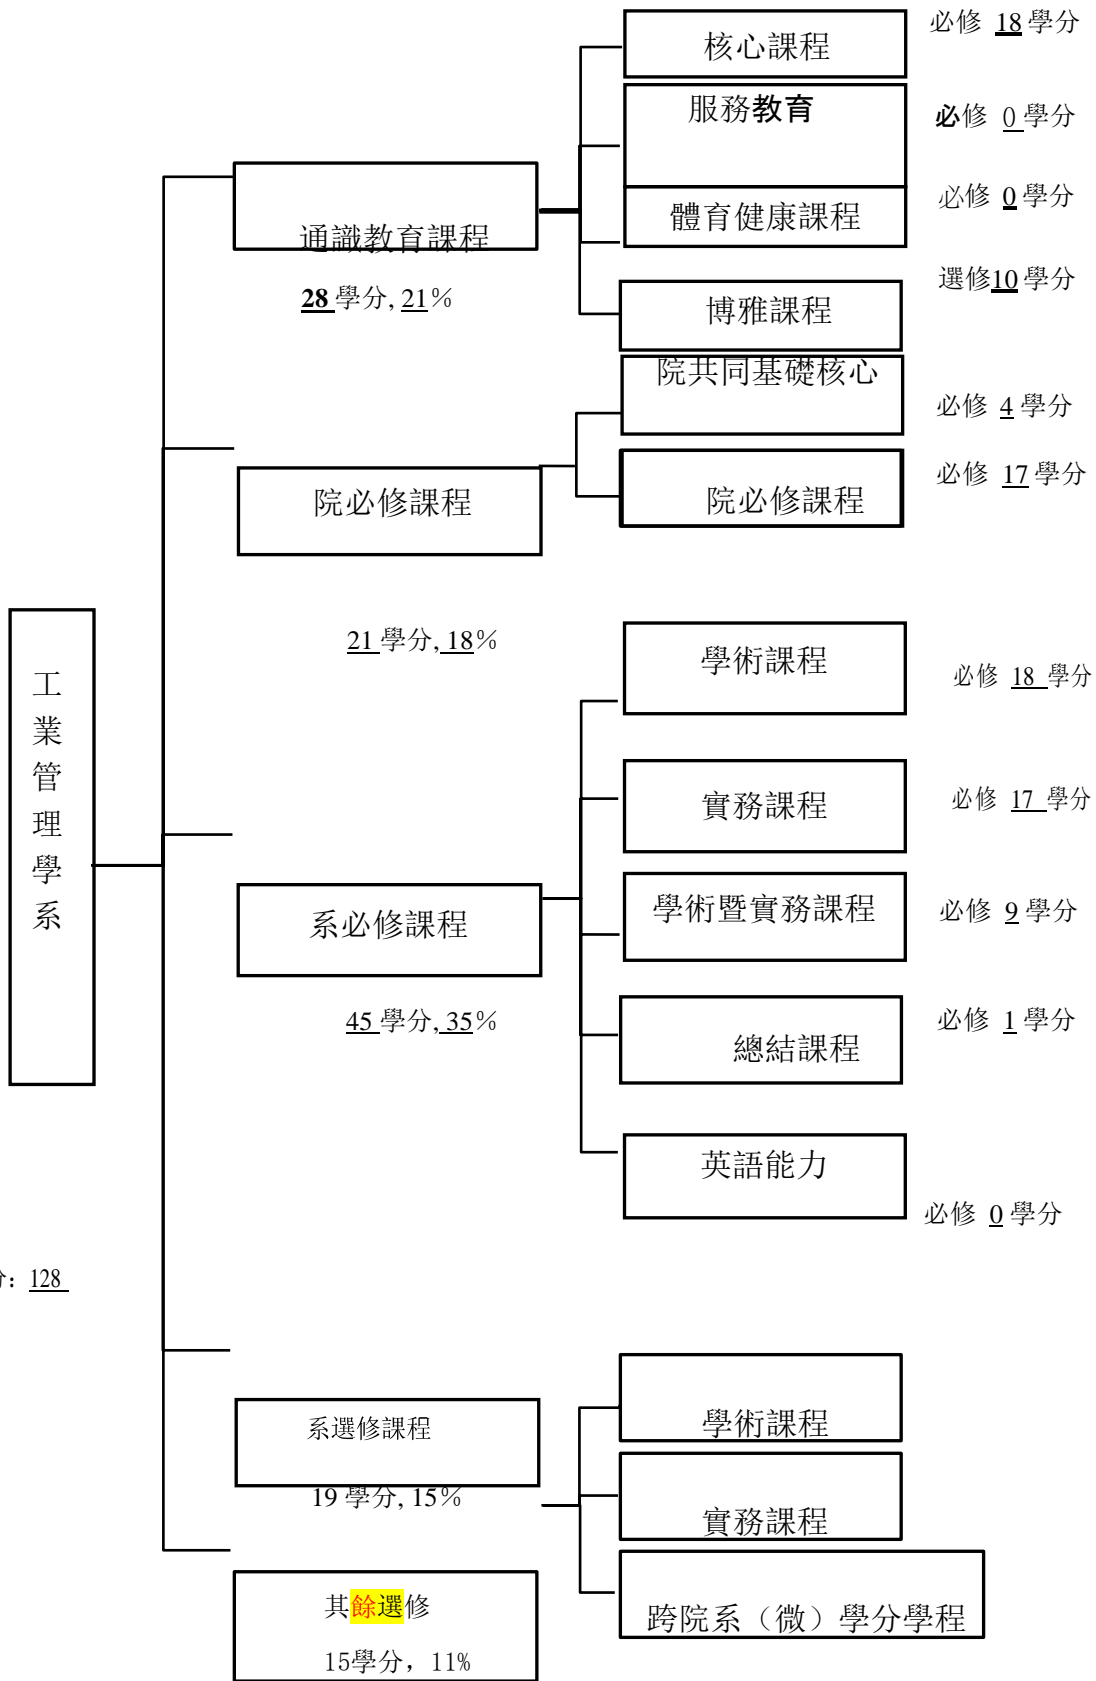 核心課程
必修 18 學分
服務教育
必修 0 學分
體育健康課程
必修 0 學分
通識教育課程
28 學分, 21%
博雅課程
選修10 學分
院共同基礎核心
必修 4 學分
院必修課程
院必修課程
必修 17 學分
21 學分, 18%
工
業
管
理
學
系
學術課程
必修 18 學分
實務課程
必修 17 學分
系必修課程
學術暨實務課程
必修 9 學分
45 學分, 35%
總結課程
必修 1 學分
英語能力
必修 0 學分
分: 128
系選修課程
19 學分, 15%
學術課程
實務課程
跨院系（微）學分學程
其餘選修
15學分，11%